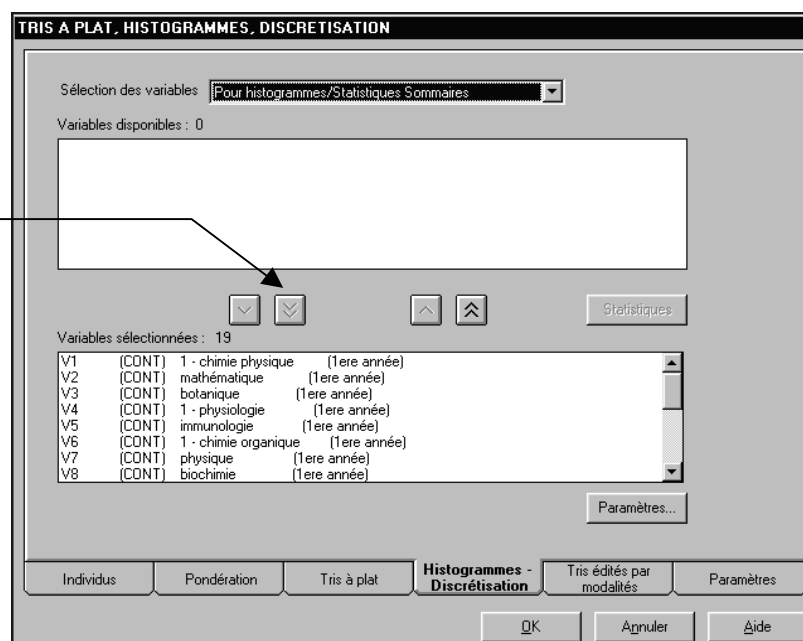 TRIS A PLAT, HISTOGRAMMES, DISCRETISATION
Sélection des variables Pour histogrammes/Statistiques Sommaires
Variables disponibles : 0
Statistiques
Variables sélectionnées : 19
V1 (CONT) 1 - chimie physique (1ere année)
V2 (CONT) mathématique (1ere année)
V3 (CONT) botanique (1ere année)
V4 (CONT) 1 - physiologie (1ere année)
V5 (CONT) immunologie (1ere année)
V6 (CONT) 1 - chimie organique (1ere année)
V7 (CONT) physique (1ere année)
V8 (CONT) biochimie (1ere année)
Paramètres...
Individus Pondération Tris à plat Histogrammes - Discrétisation Tris édités par modalités Paramètres
OK Annuler Aide